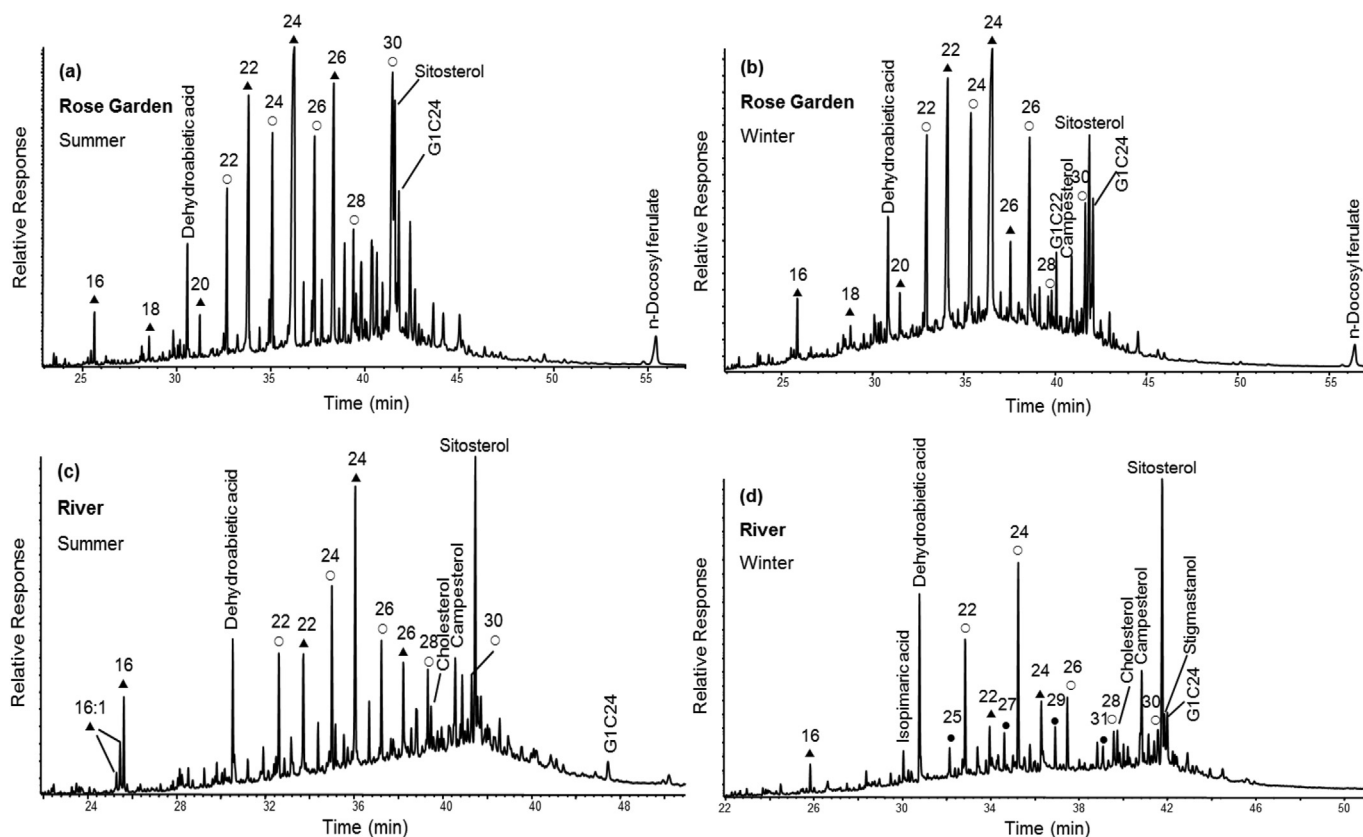 (a)
Rose Garden
Summer
Relative Response
16
▲
18
▲
Dehydroabietic acid
20
▲
22
○
22
▲
24
○
24
▲
26
○
26
▲
28
○
30
○
Sitosterol
G1C24
n-Docosyl ferulate
25 30 35 40 45 55
Time (min)
(b)
Rose Garden
Winter
Relative Response
16
▲
18
▲
Dehydroabietic acid
20
▲
22
○
22
▲
24
○
24
▲
26
▲
26
○
28
○
G1C22
Campesterol
30
○
Sitosterol
G1C24
n-Docosyl ferulate
25 30 35 40 45 50 55
Time (min)
(c)
River
Summer
Relative Response
16:1
▲
16
▲
Dehydroabietic acid
22
○
22
▲
24
○
24
▲
26
○
26
▲
28
○
Cholesterol
Campesterol
Sitosterol
30
○
G1C24
24 28 32 36 40 40 48
Time (min)
(d)
River
Winter
Relative Response
16
▲
Isopimaric acid
Dehydroabietic acid
25
●
22
○
22
▲
27
●
24
○
24
▲
29
●
26
○
31
●
28
○
Cholesterol
Campesterol
30
○
Sitosterol
Stigmastanol
G1C24
22 26 30 34 38 42 46 50
Time (min)